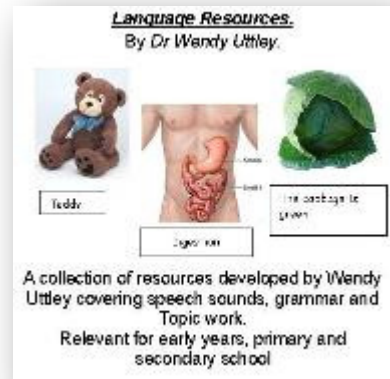 Language Resources.
By Dr Wendy Uttley.
Teddy
Digestion
The cabbage is
green
A collection of resources developed by Wendy
Uttley covering speech sounds, grammar and
Topic work.
Relevant for early years, primary and
secondary school